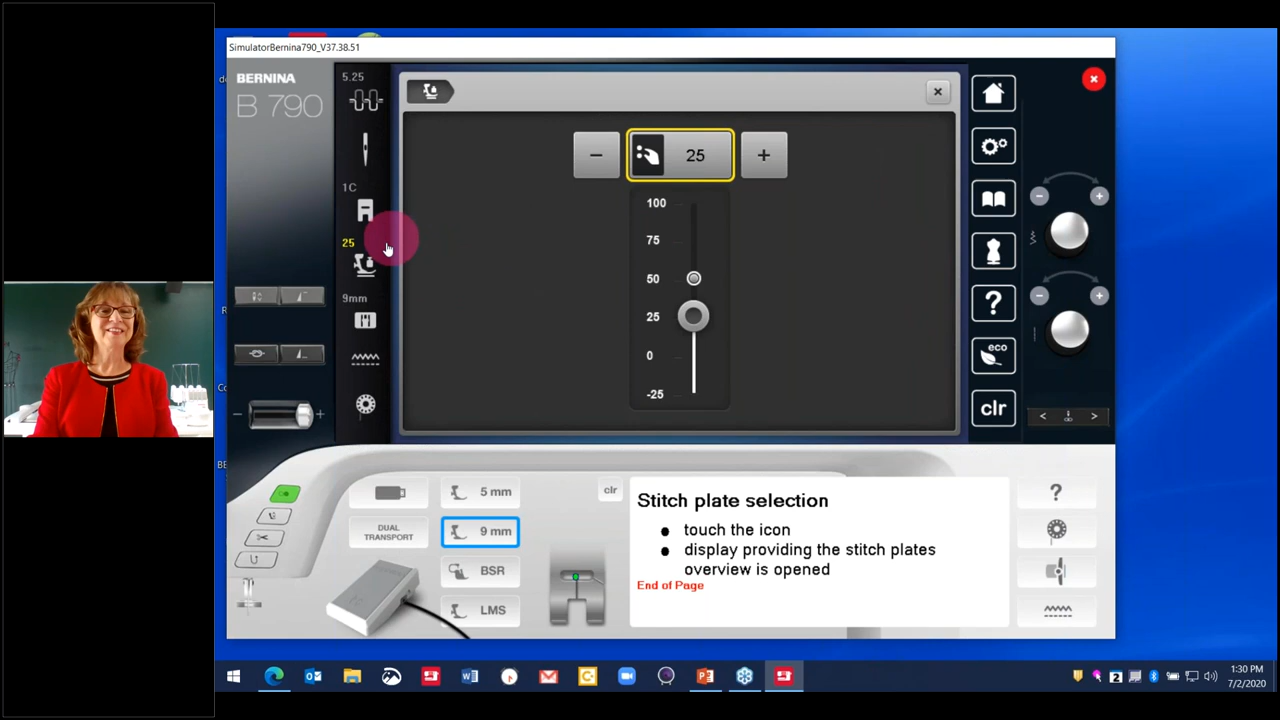 SimulatorBernina790_V37.38.51
BERNINA
B 790
5.25
1C
25
9mm
− 25 +
100
75
50
25
0
-25
?
eco
clr
5 mm
DUAL TRANSPORT
9 mm
BSR
LMS
clr
Stitch plate selection
● touch the icon
● display providing the stitch plates
overview is opened
End of Page
?
1:30 PM
7/2/2020